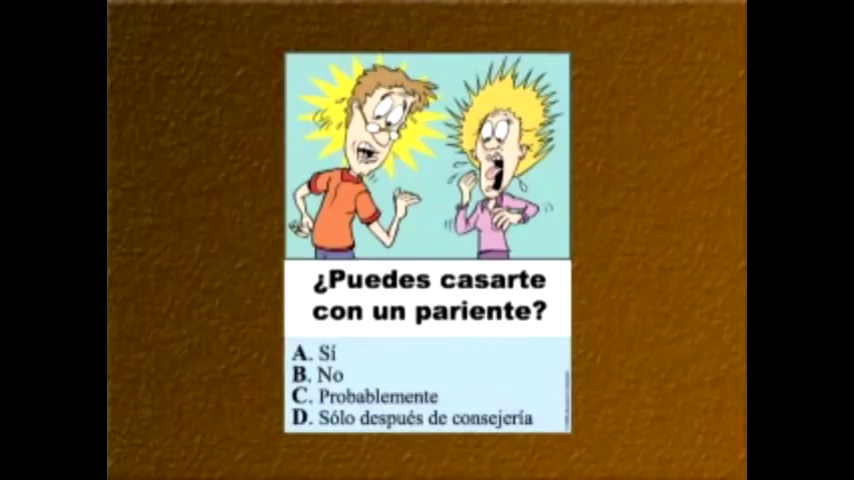 ¿Puedes casarte
con un pariente?
A. Sí
B. No
C. Probablemente
D. Sólo después de consejería